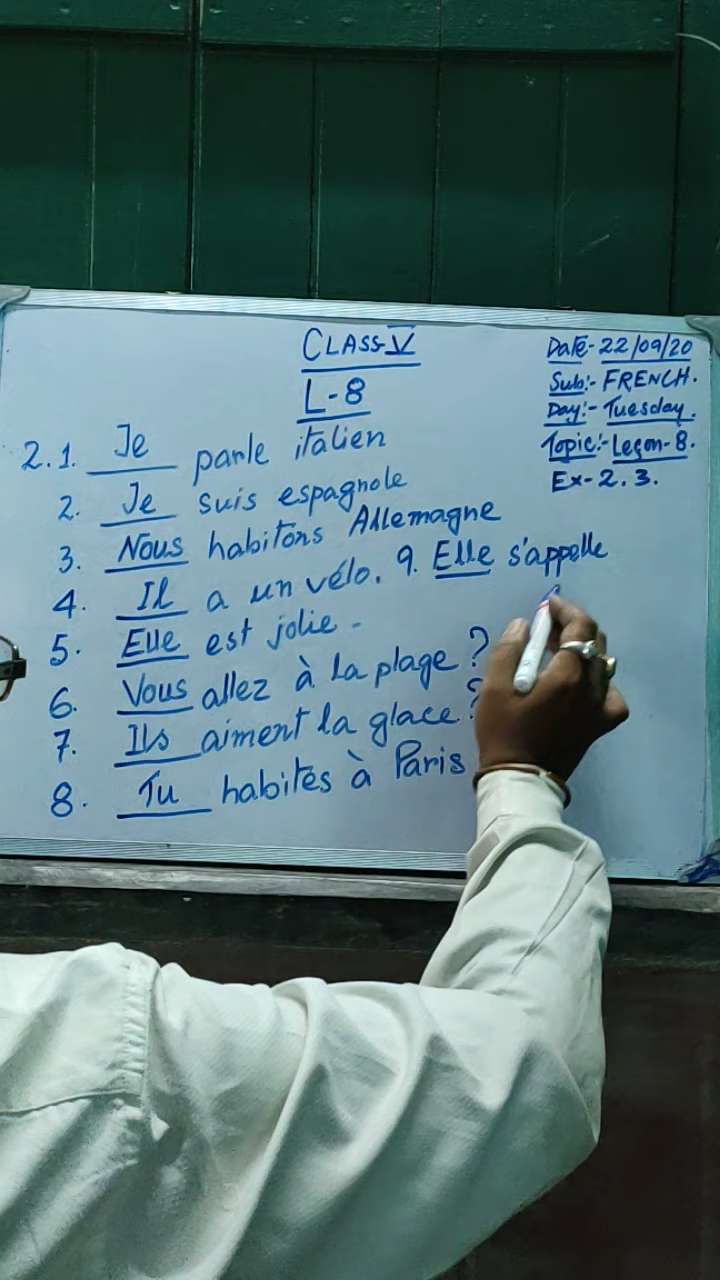 CLASS-V
L-8
Date:- 22/09/20
Sub:- FRENCH.
Day:- Tuesday.
Topic:- Leçon-8.
Ex- 2.3.
2.1. Je parle italien
2. Je suis espagnole
3. Nous habitons Allemagne
4. Il a un vélo.
5. Elle est jolie.
6. Vous allez à la plage?
7. Ils aiment la glace?
8. Tu habites à Paris
9. Elle s'appelle